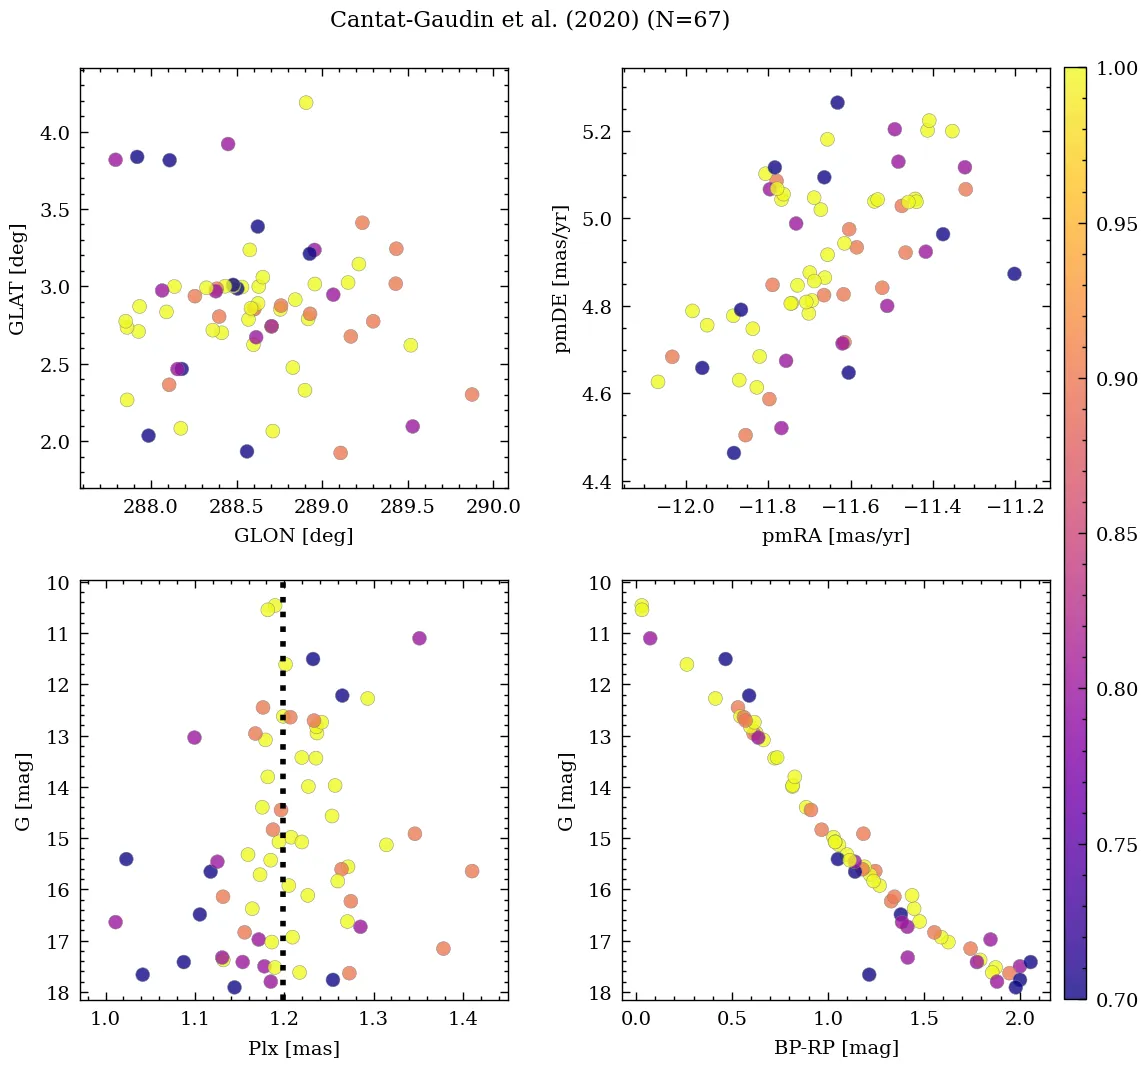 Cantat-Gaudin et al. (2020) (N=67)
4.0
3.5
3.0
2.5
2.0
GLAT [deg]
288.0 288.5 289.0 289.5 290.0
GLON [deg]
5.2
5.0
4.8
4.6
4.4
pmDE [mas/yr]
−12.0 −11.8 −11.6 −11.4 −11.2
pmRA [mas/yr]
1.00
0.95
0.90
0.85
0.80
0.75
0.70
10
11
12
13
14
15
16
17
18
G [mag]
1.0 1.1 1.2 1.3 1.4
Plx [mas]
10
11
12
13
14
15
16
17
18
G [mag]
0.0 0.5 1.0 1.5 2.0
BP-RP [mag]